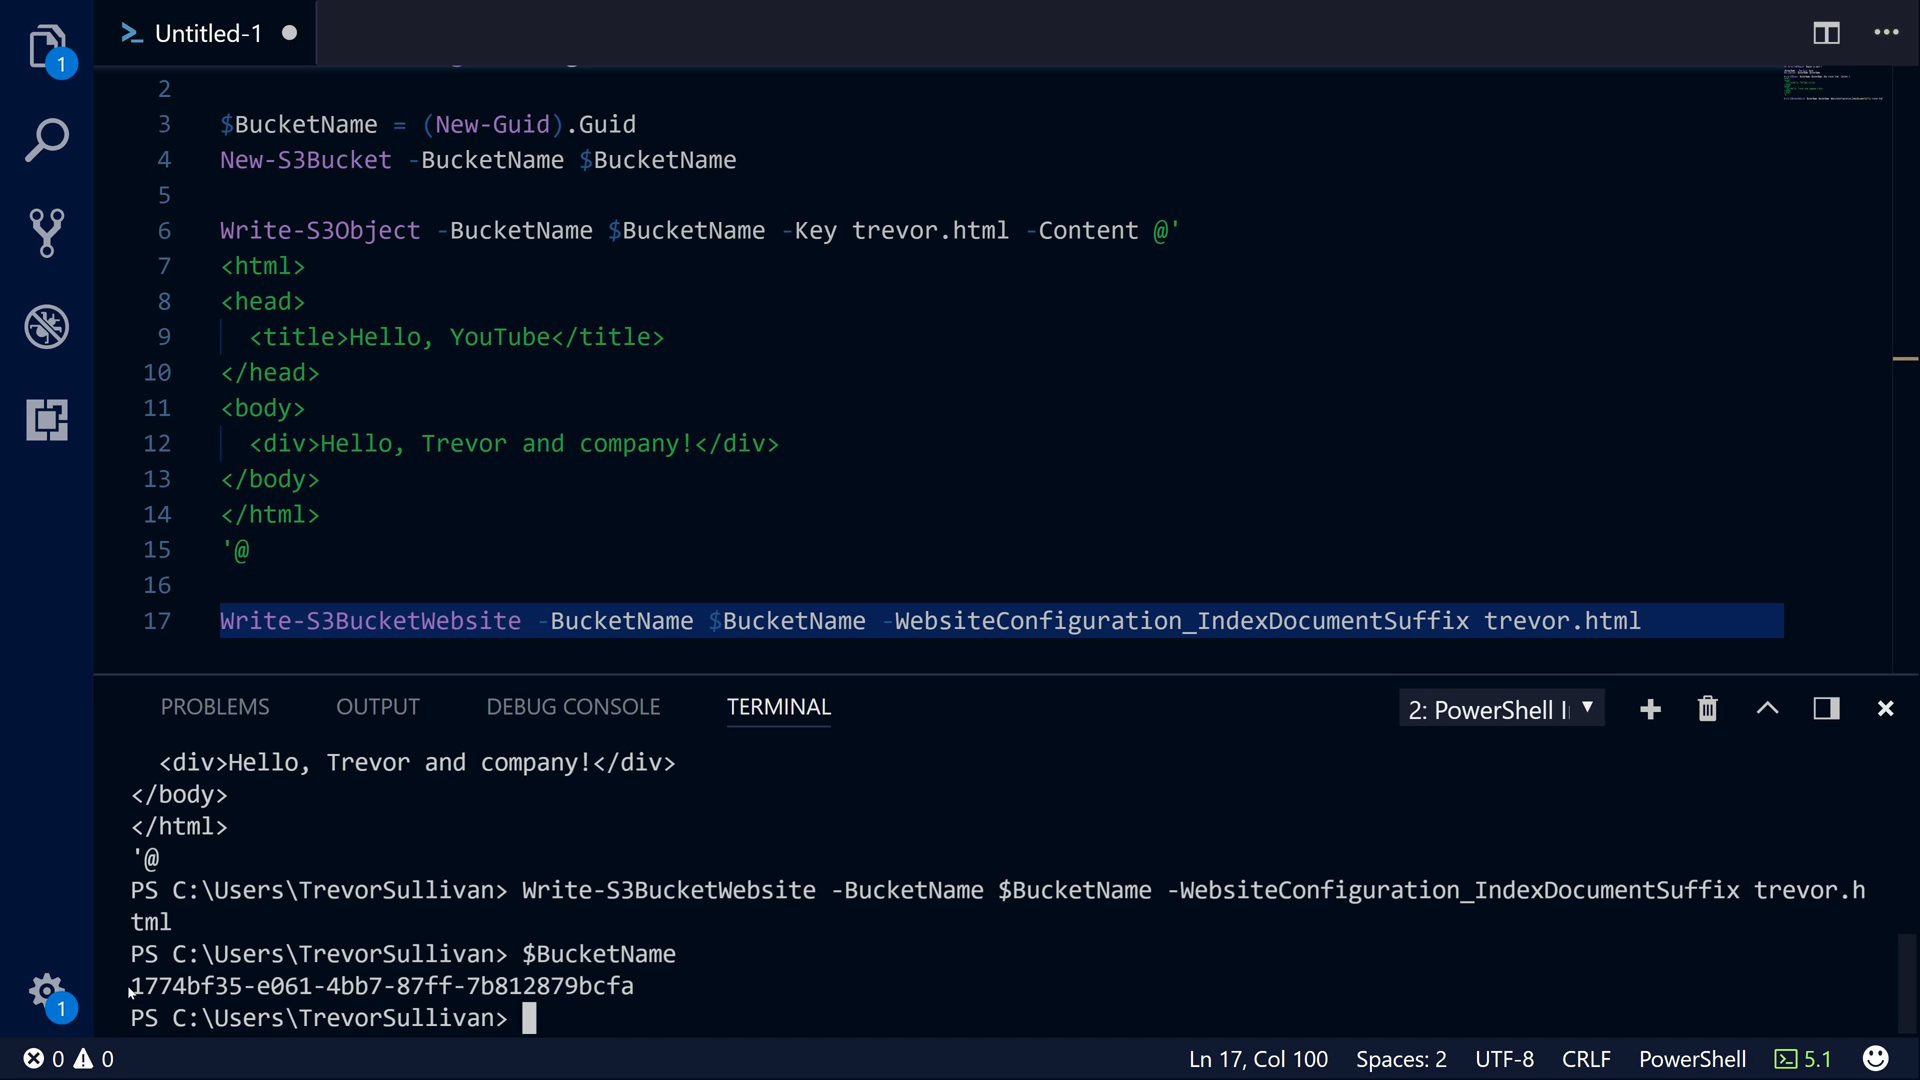 1
Untitled-1
2
3 $BucketName = (New-Guid).Guid
4 New-S3Bucket -BucketName $BucketName
5
6 Write-S3Object -BucketName $BucketName -Key trevor.html -Content @'
7 <html>
8 <head>
9   <title>Hello, YouTube</title>
10 </head>
11 <body>
12   <div>Hello, Trevor and company!</div>
13 </body>
14 </html>
15 '@
16
17 Write-S3BucketWebsite -BucketName $BucketName -WebsiteConfiguration_IndexDocumentSuffix trevor.html
PROBLEMS OUTPUT DEBUG CONSOLE TERMINAL 2: PowerShell I
  <div>Hello, Trevor and company!</div>
</body>
</html>
'@
PS C:\Users\TrevorSullivan> Write-S3BucketWebsite -BucketName $BucketName -WebsiteConfiguration_IndexDocumentSuffix trevor.h
tml
PS C:\Users\TrevorSullivan> $BucketName
1774bf35-e061-4bb7-87ff-7b812879bcfa
PS C:\Users\TrevorSullivan>
1
0 0 Ln 17, Col 100 Spaces: 2 UTF-8 CRLF PowerShell 5.1